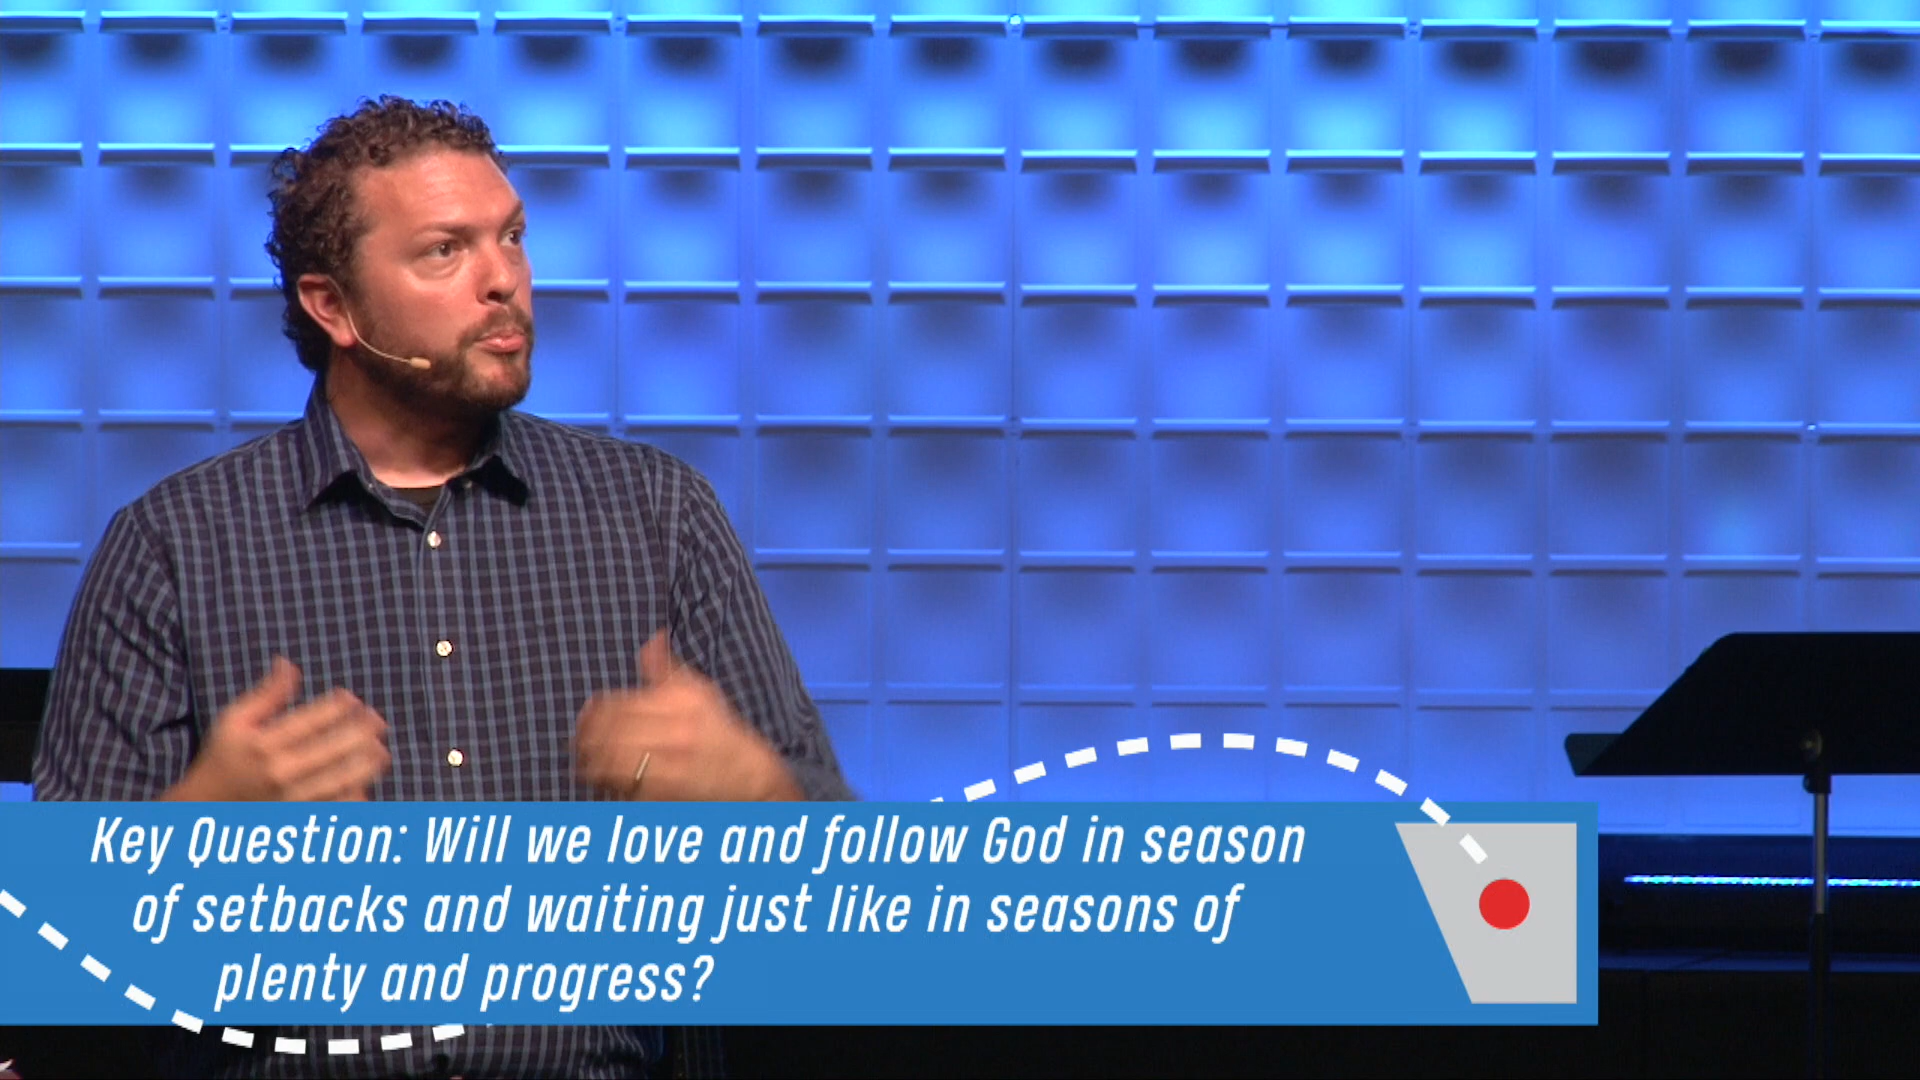 Key Question: Will we love and follow God in season
of setbacks and waiting just like in seasons of
plenty and progress?